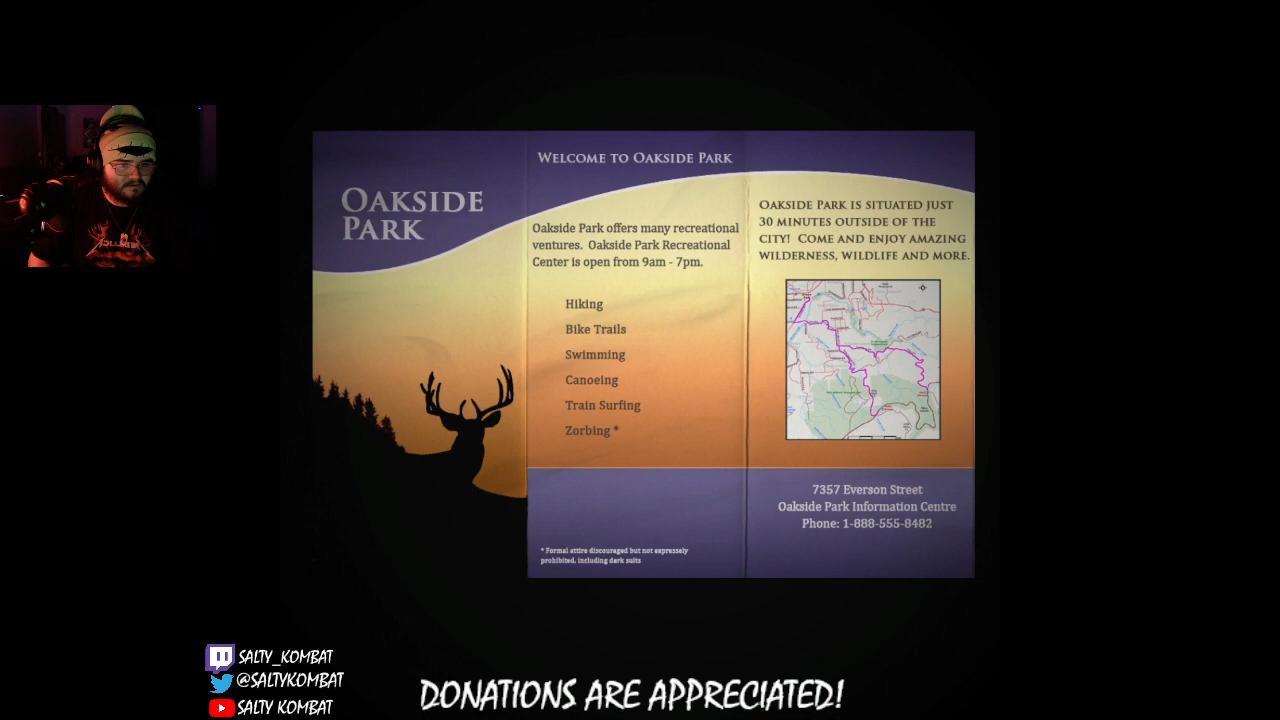 OAKSIDE
PARK
WELCOME TO OAKSIDE PARK
Oakside Park offers many recreational
ventures. Oakside Park Recreational
Center is open from 9am - 7pm.
Hiking
Bike Trails
Swimming
Canoeing
Train Surfing
Zorbing *
* Formal attire discouraged but not expressely
prohibited, including dark suits
OAKSIDE PARK IS SITUATED JUST
30 MINUTES OUTSIDE OF THE
CITY! COME AND ENJOY AMAZING
WILDERNESS, WILDLIFE AND MORE.
7357 Everson Street
Oakside Park Information Centre
Phone: 1-888-555-8482
SALTY_KOMBAT
@SALTYKOMBAT
SALTY KOMBAT
DONATIONS ARE APPRECIATED!